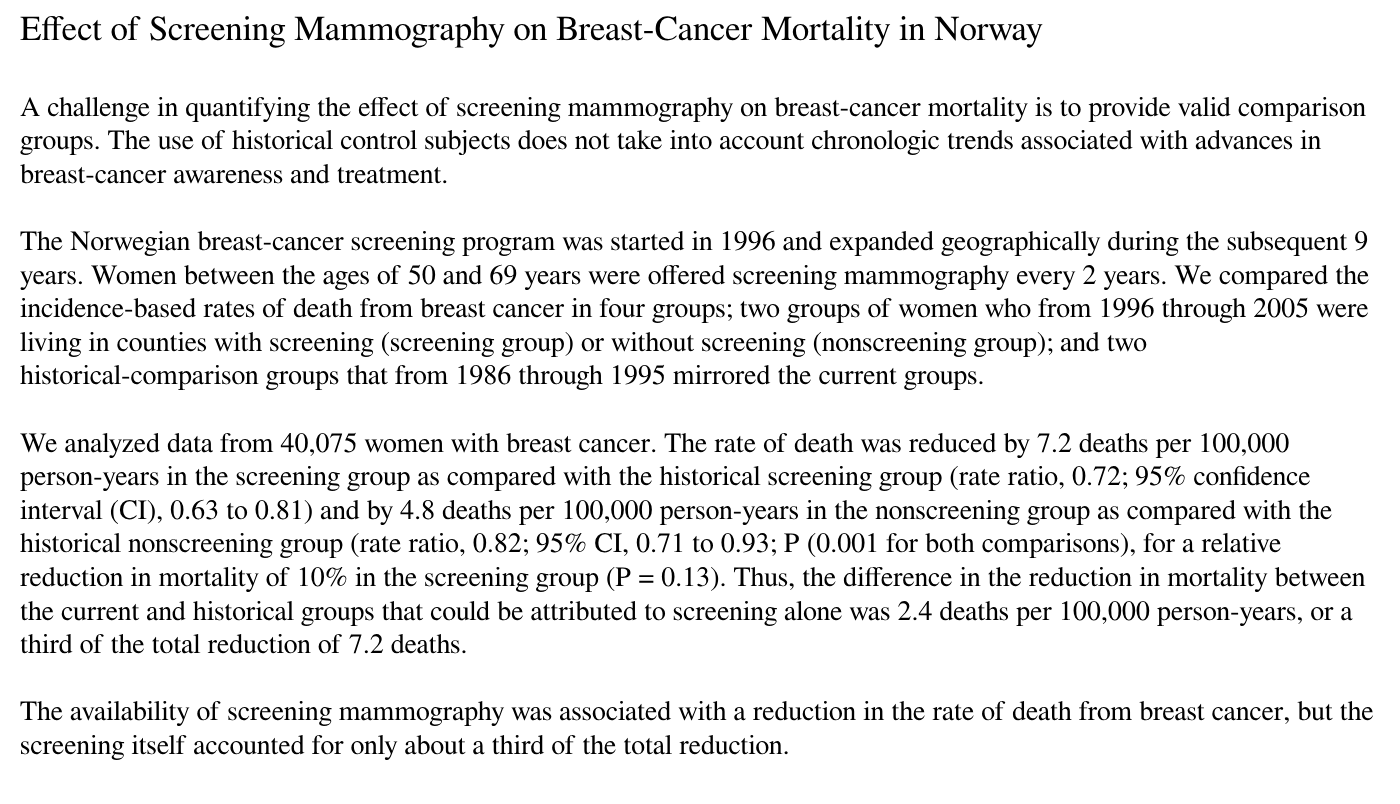 Effect of Screening Mammography on Breast-Cancer Mortality in Norway
A challenge in quantifying the effect of screening mammography on breast-cancer mortality is to provide valid comparison
groups. The use of historical control subjects does not take into account chronologic trends associated with advances in
breast-cancer awareness and treatment.
The Norwegian breast-cancer screening program was started in 1996 and expanded geographically during the subsequent 9
years. Women between the ages of 50 and 69 years were offered screening mammography every 2 years. We compared the
incidence-based rates of death from breast cancer in four groups; two groups of women who from 1996 through 2005 were
living in counties with screening (screening group) or without screening (nonscreening group); and two
historical-comparison groups that from 1986 through 1995 mirrored the current groups.
We analyzed data from 40,075 women with breast cancer. The rate of death was reduced by 7.2 deaths per 100,000
person-years in the screening group as compared with the historical screening group (rate ratio, 0.72; 95% confidence
interval (CI), 0.63 to 0.81) and by 4.8 deaths per 100,000 person-years in the nonscreening group as compared with the
historical nonscreening group (rate ratio, 0.82; 95% CI, 0.71 to 0.93; P (0.001 for both comparisons), for a relative
reduction in mortality of 10% in the screening group (P = 0.13). Thus, the difference in the reduction in mortality between
the current and historical groups that could be attributed to screening alone was 2.4 deaths per 100,000 person-years, or a
third of the total reduction of 7.2 deaths.
The availability of screening mammography was associated with a reduction in the rate of death from breast cancer, but the
screening itself accounted for only about a third of the total reduction.